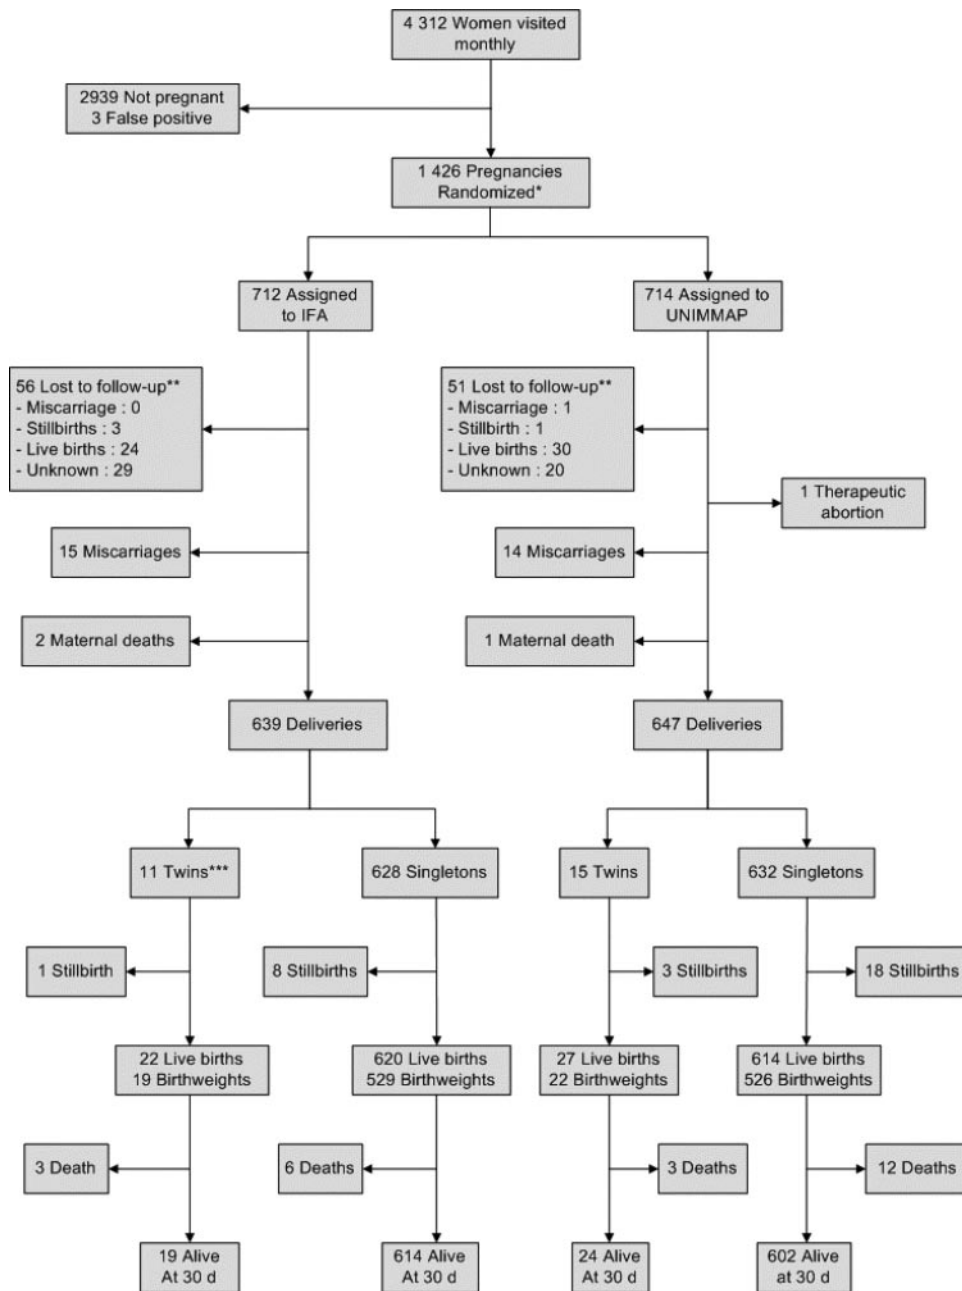 4 312 Women visited
monthly
2939 Not pregnant
3 False positive
1 426 Pregnancies
Randomized*
712 Assigned
to IFA
714 Assigned to
UNIMMAP
56 Lost to follow-up**
- Miscarriage : 0
- Stillbirths : 3
- Live births : 24
- Unknown : 29
51 Lost to follow-up**
- Miscarriage : 1
- Stillbirth : 1
- Live births : 30
- Unknown : 20
1 Therapeutic
abortion
15 Miscarriages
14 Miscarriages
2 Maternal deaths
1 Maternal death
639 Deliveries
647 Deliveries
11 Twins***
628 Singletons
15 Twins
632 Singletons
1 Stillbirth
8 Stillbirths
3 Stillbirths
18 Stillbirths
22 Live births
19 Birthweights
620 Live births
529 Birthweights
27 Live births
22 Birthweights
614 Live births
526 Birthweights
3 Death
6 Deaths
3 Deaths
12 Deaths
19 Alive
At 30 d
614 Alive
At 30 d
24 Alive
At 30 d
602 Alive
at 30 d